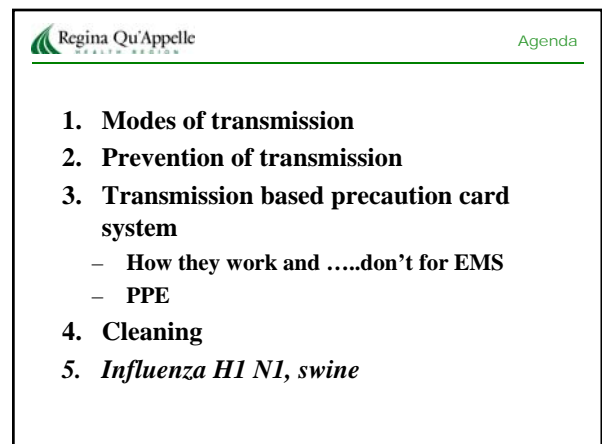 Regina Qu'Appelle
HEALTH REGION
Agenda
1. Modes of transmission
2. Prevention of transmission
3. Transmission based precaution card
system
– How they work and …..don't for EMS
– PPE
4. Cleaning
5. Influenza H1 N1, swine